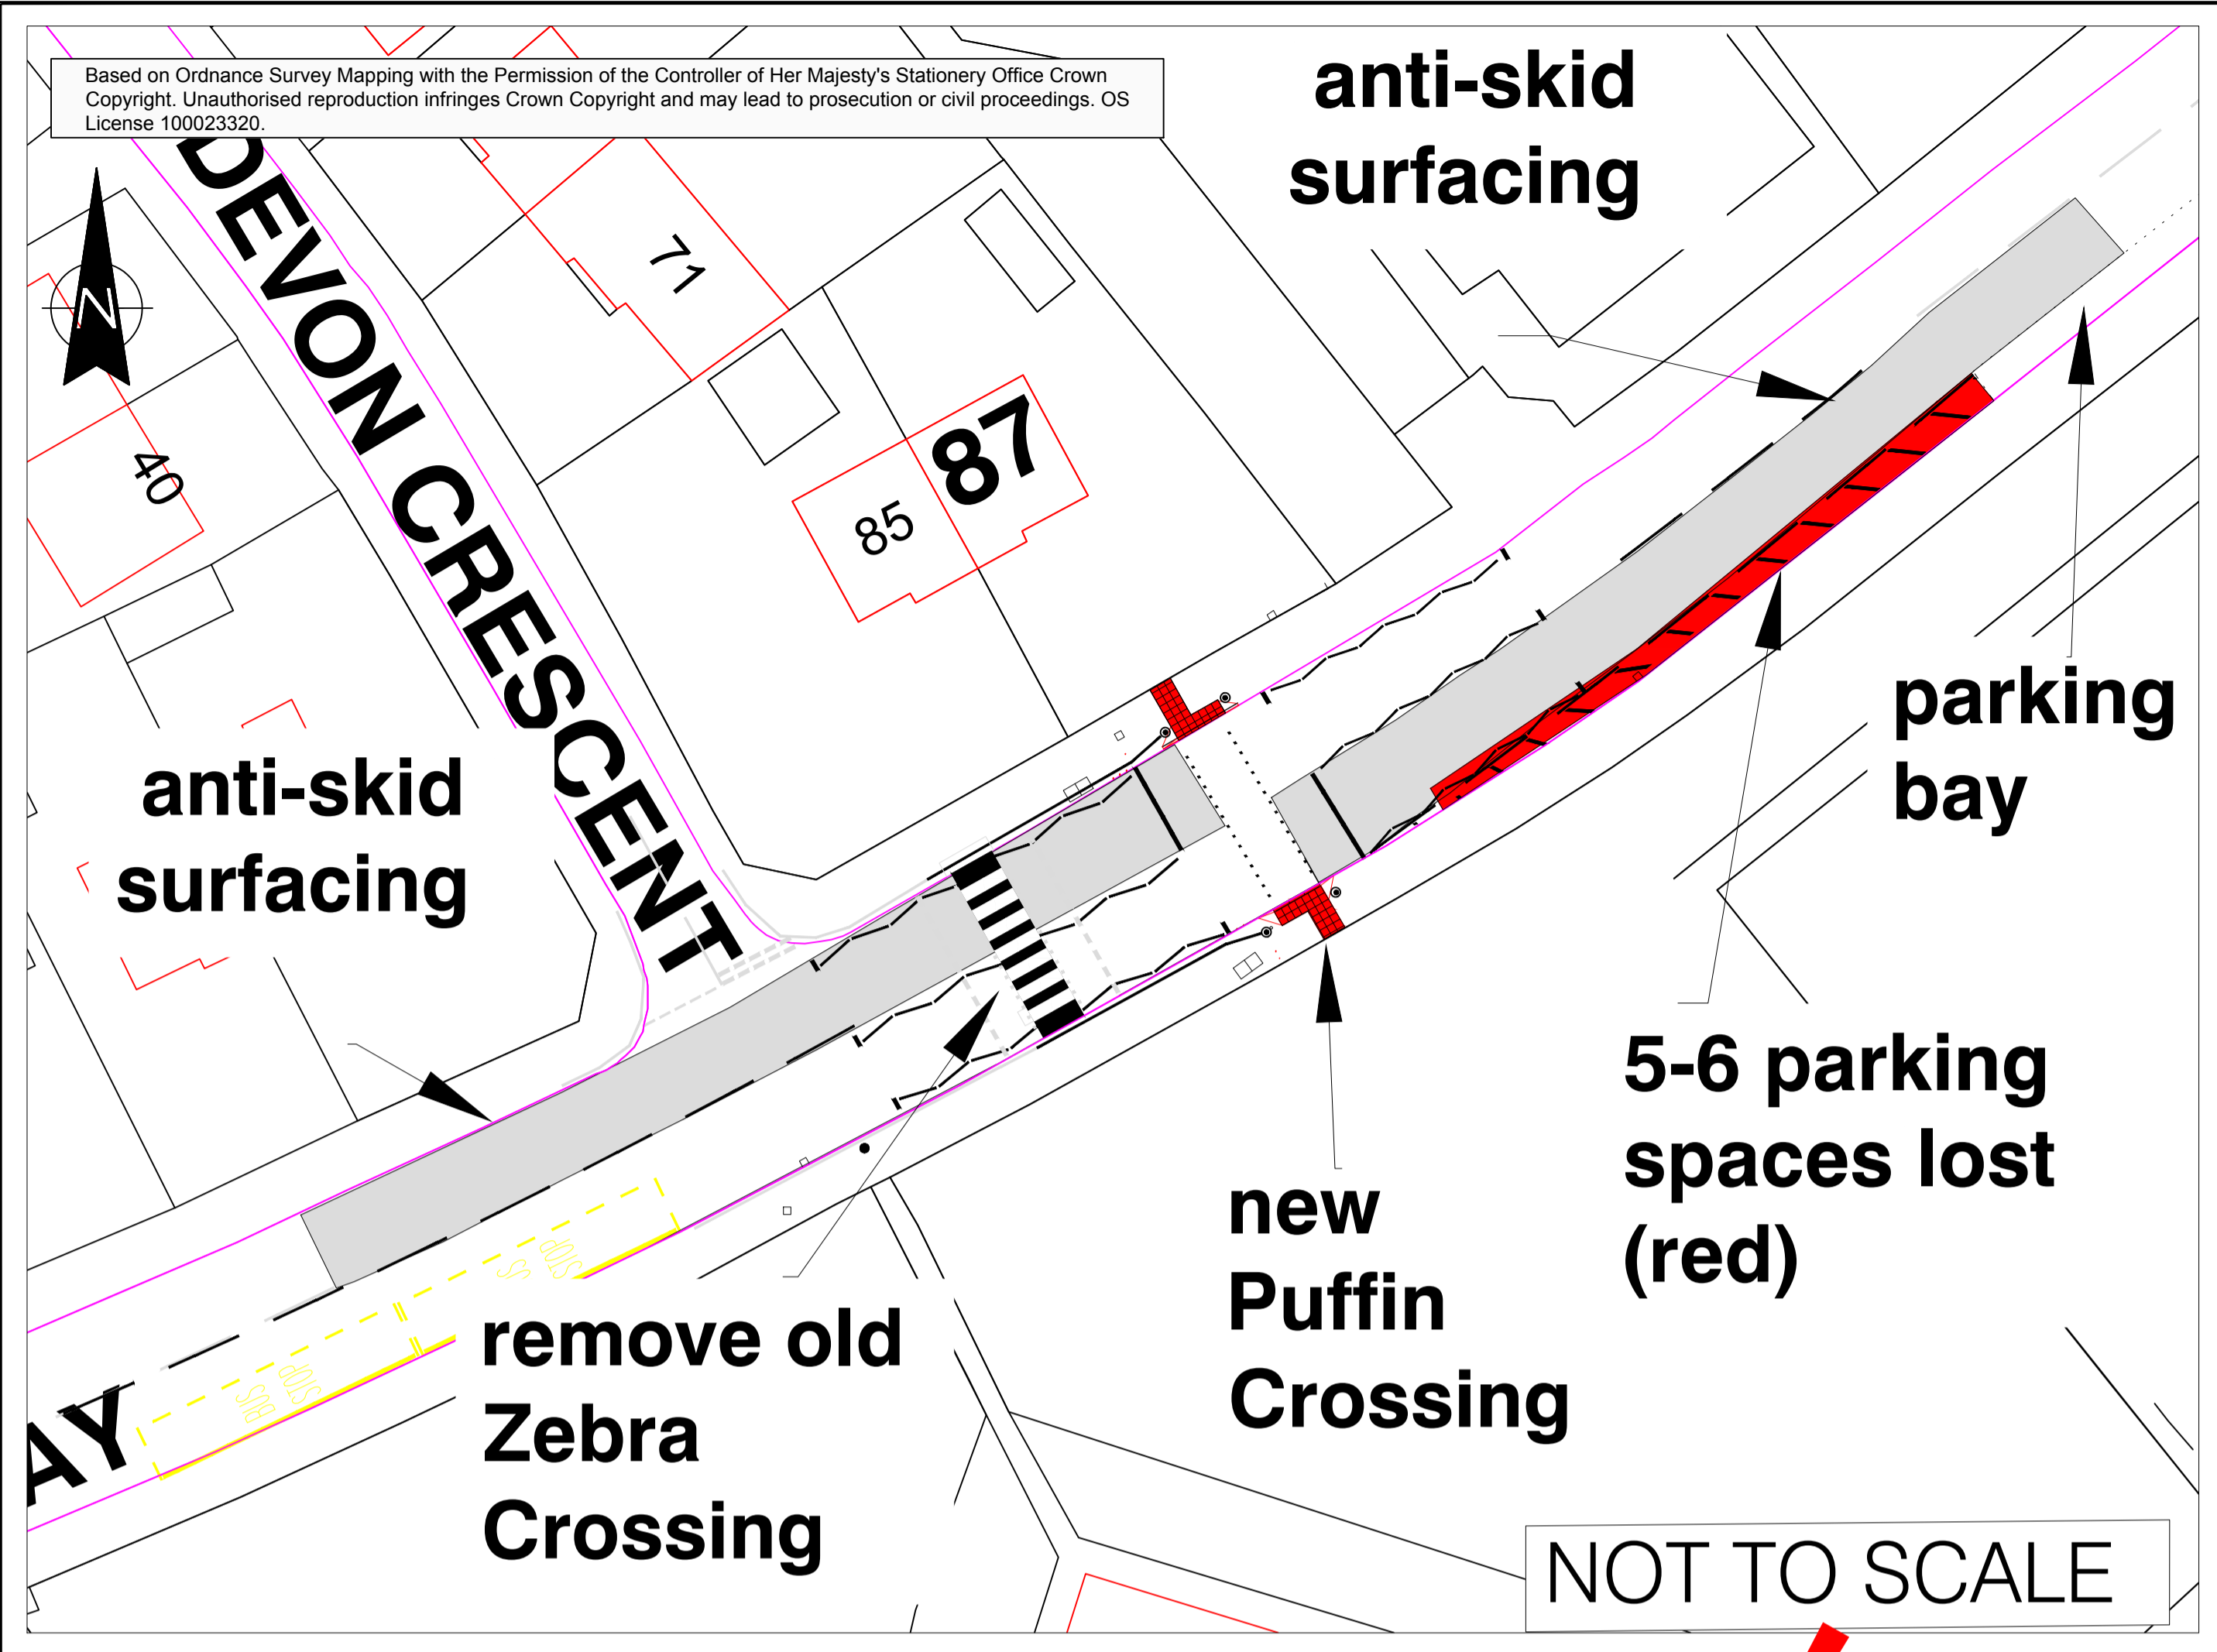 Based on Ordnance Survey Mapping with the Permission of the Controller of Her Majesty's Stationery Office Crown
Copyright. Unauthorised reproduction infringes Crown Copyright and may lead to prosecution or civil proceedings. OS
License 100023320.
anti-skid
surfacing
DEVON CRESCENT
N
71
40
87
85
parking
bay
anti-skid
surfacing
5-6 parking
spaces lost
(red)
new
Puffin
Crossing
remove old
Zebra
Crossing
BUS
STOP
STOP
AY
NOT TO SCALE